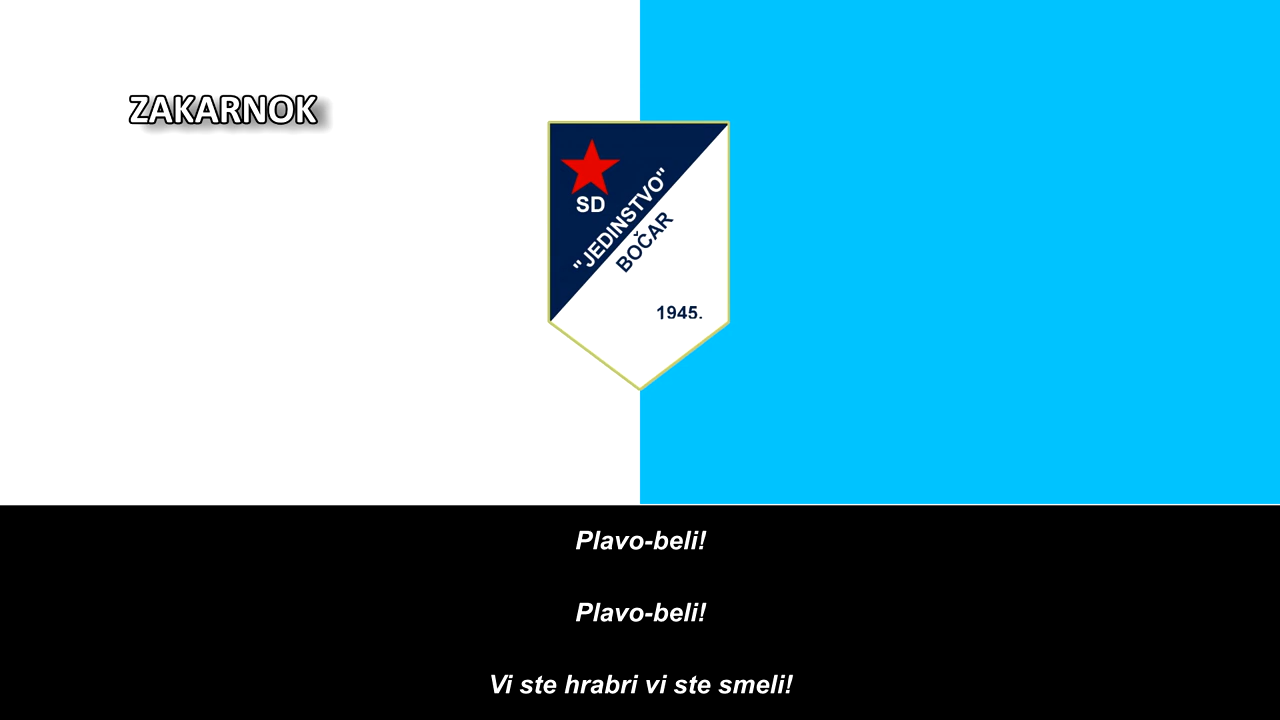 ZAKARNOK
SD
"JEDINSTVO"
BOČAR
1945.
Plavo-beli!
Plavo-beli!
Vi ste hrabri vi ste smeli!